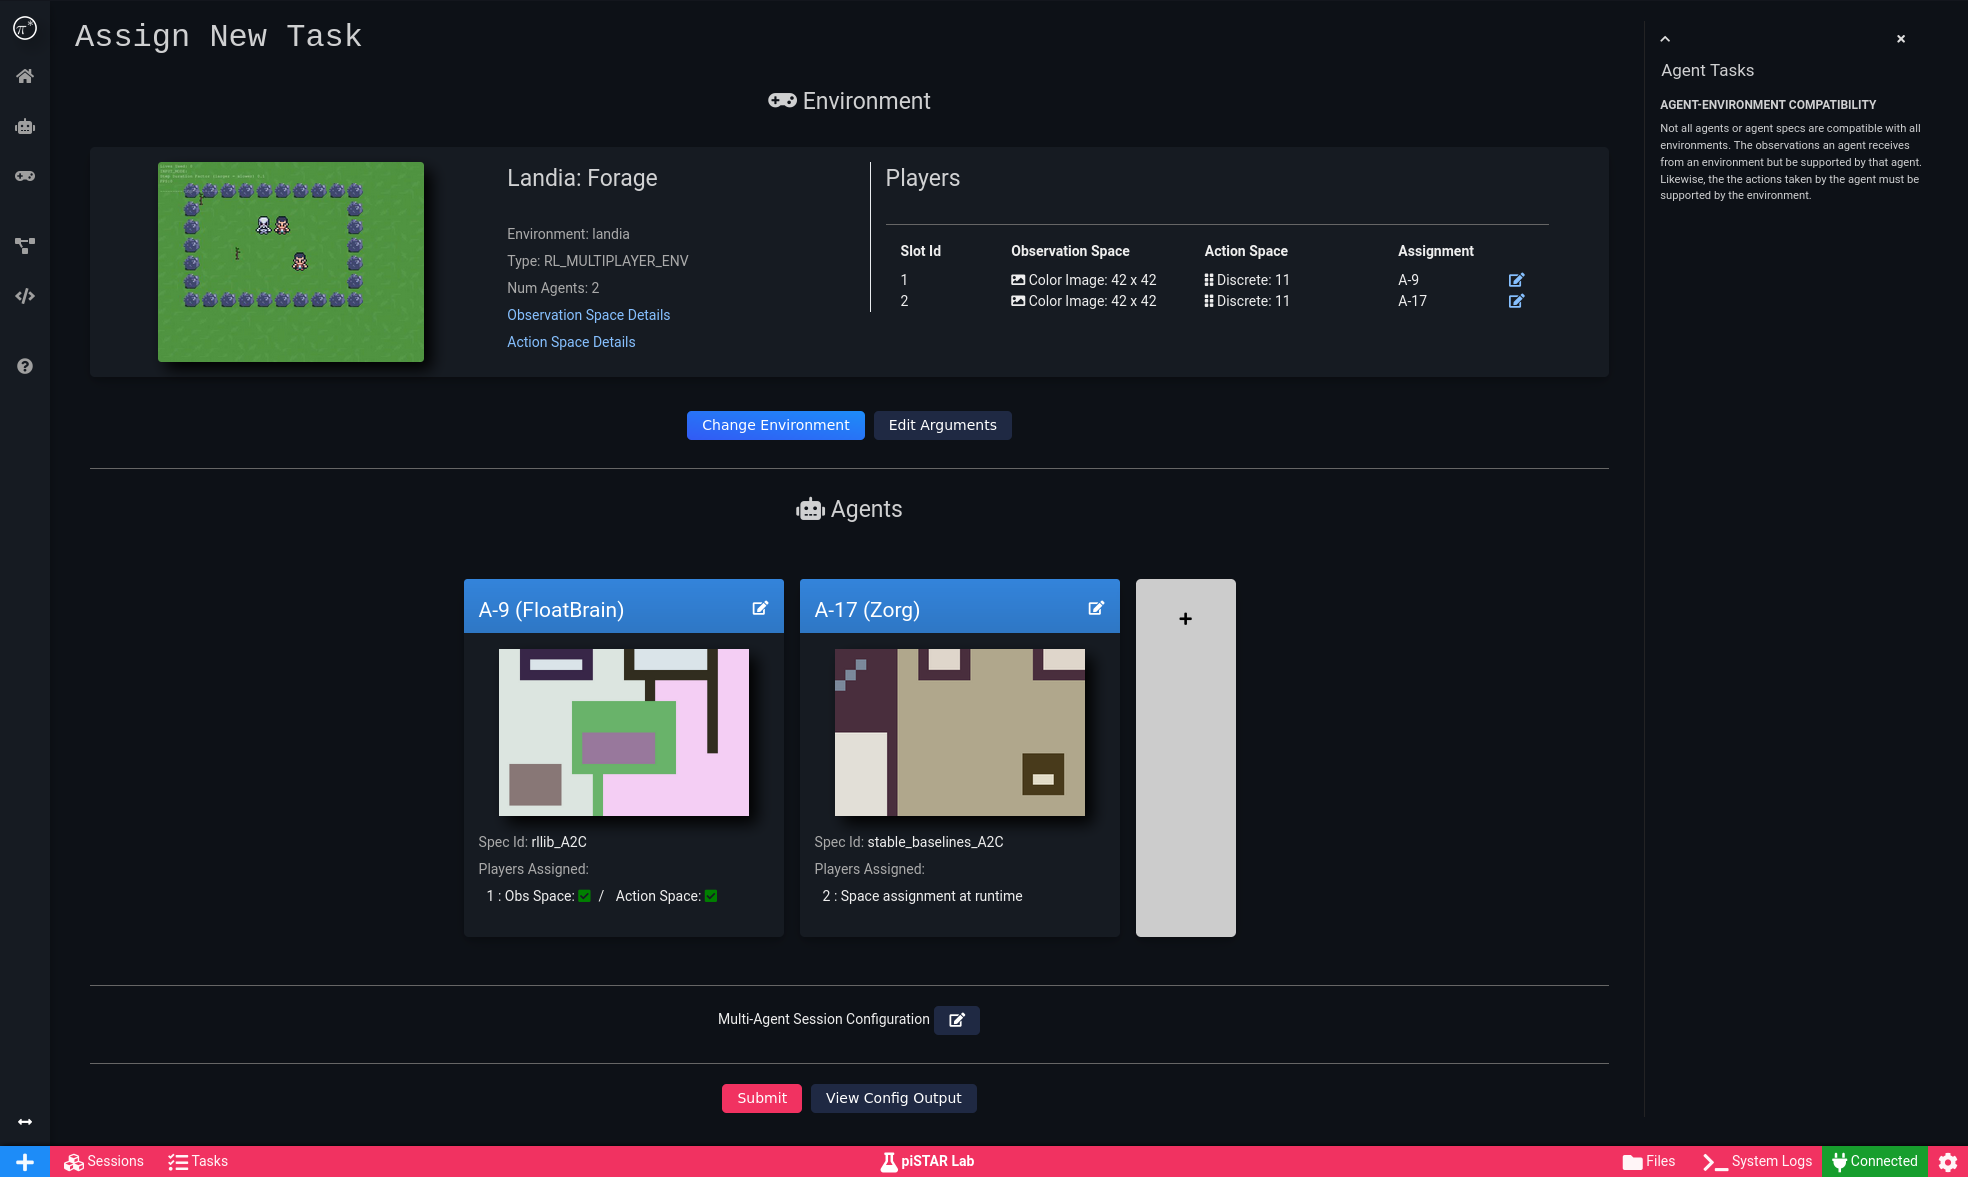 Assign New Task
Environment
Landia: Forage
Environment: landia
Type: RL_MULTIPLAYER_ENV
Num Agents: 2
Observation Space Details
Action Space Details
Players
Slot Id Observation Space Action Space Assignment
1 Color Image: 42 x 42 Discrete: 11 A-9
2 Color Image: 42 x 42 Discrete: 11 A-17
Change Environment Edit Arguments
Agents
A-9 (FloatBrain)
Spec Id: rllib_A2C
Players Assigned:
1 : Obs Space: / Action Space:
A-17 (Zorg)
Spec Id: stable_baselines_A2C
Players Assigned:
2 : Space assignment at runtime
+
Multi-Agent Session Configuration
Submit View Config Output
Agent Tasks
AGENT-ENVIRONMENT COMPATIBILITY
Not all agents or agent specs are compatible with all
environments. The observations an agent receives
from an environment but be supported by that agent.
Likewise, the the actions taken by the agent must be
supported by the environment.
Sessions Tasks piSTAR Lab Files System Logs Connected